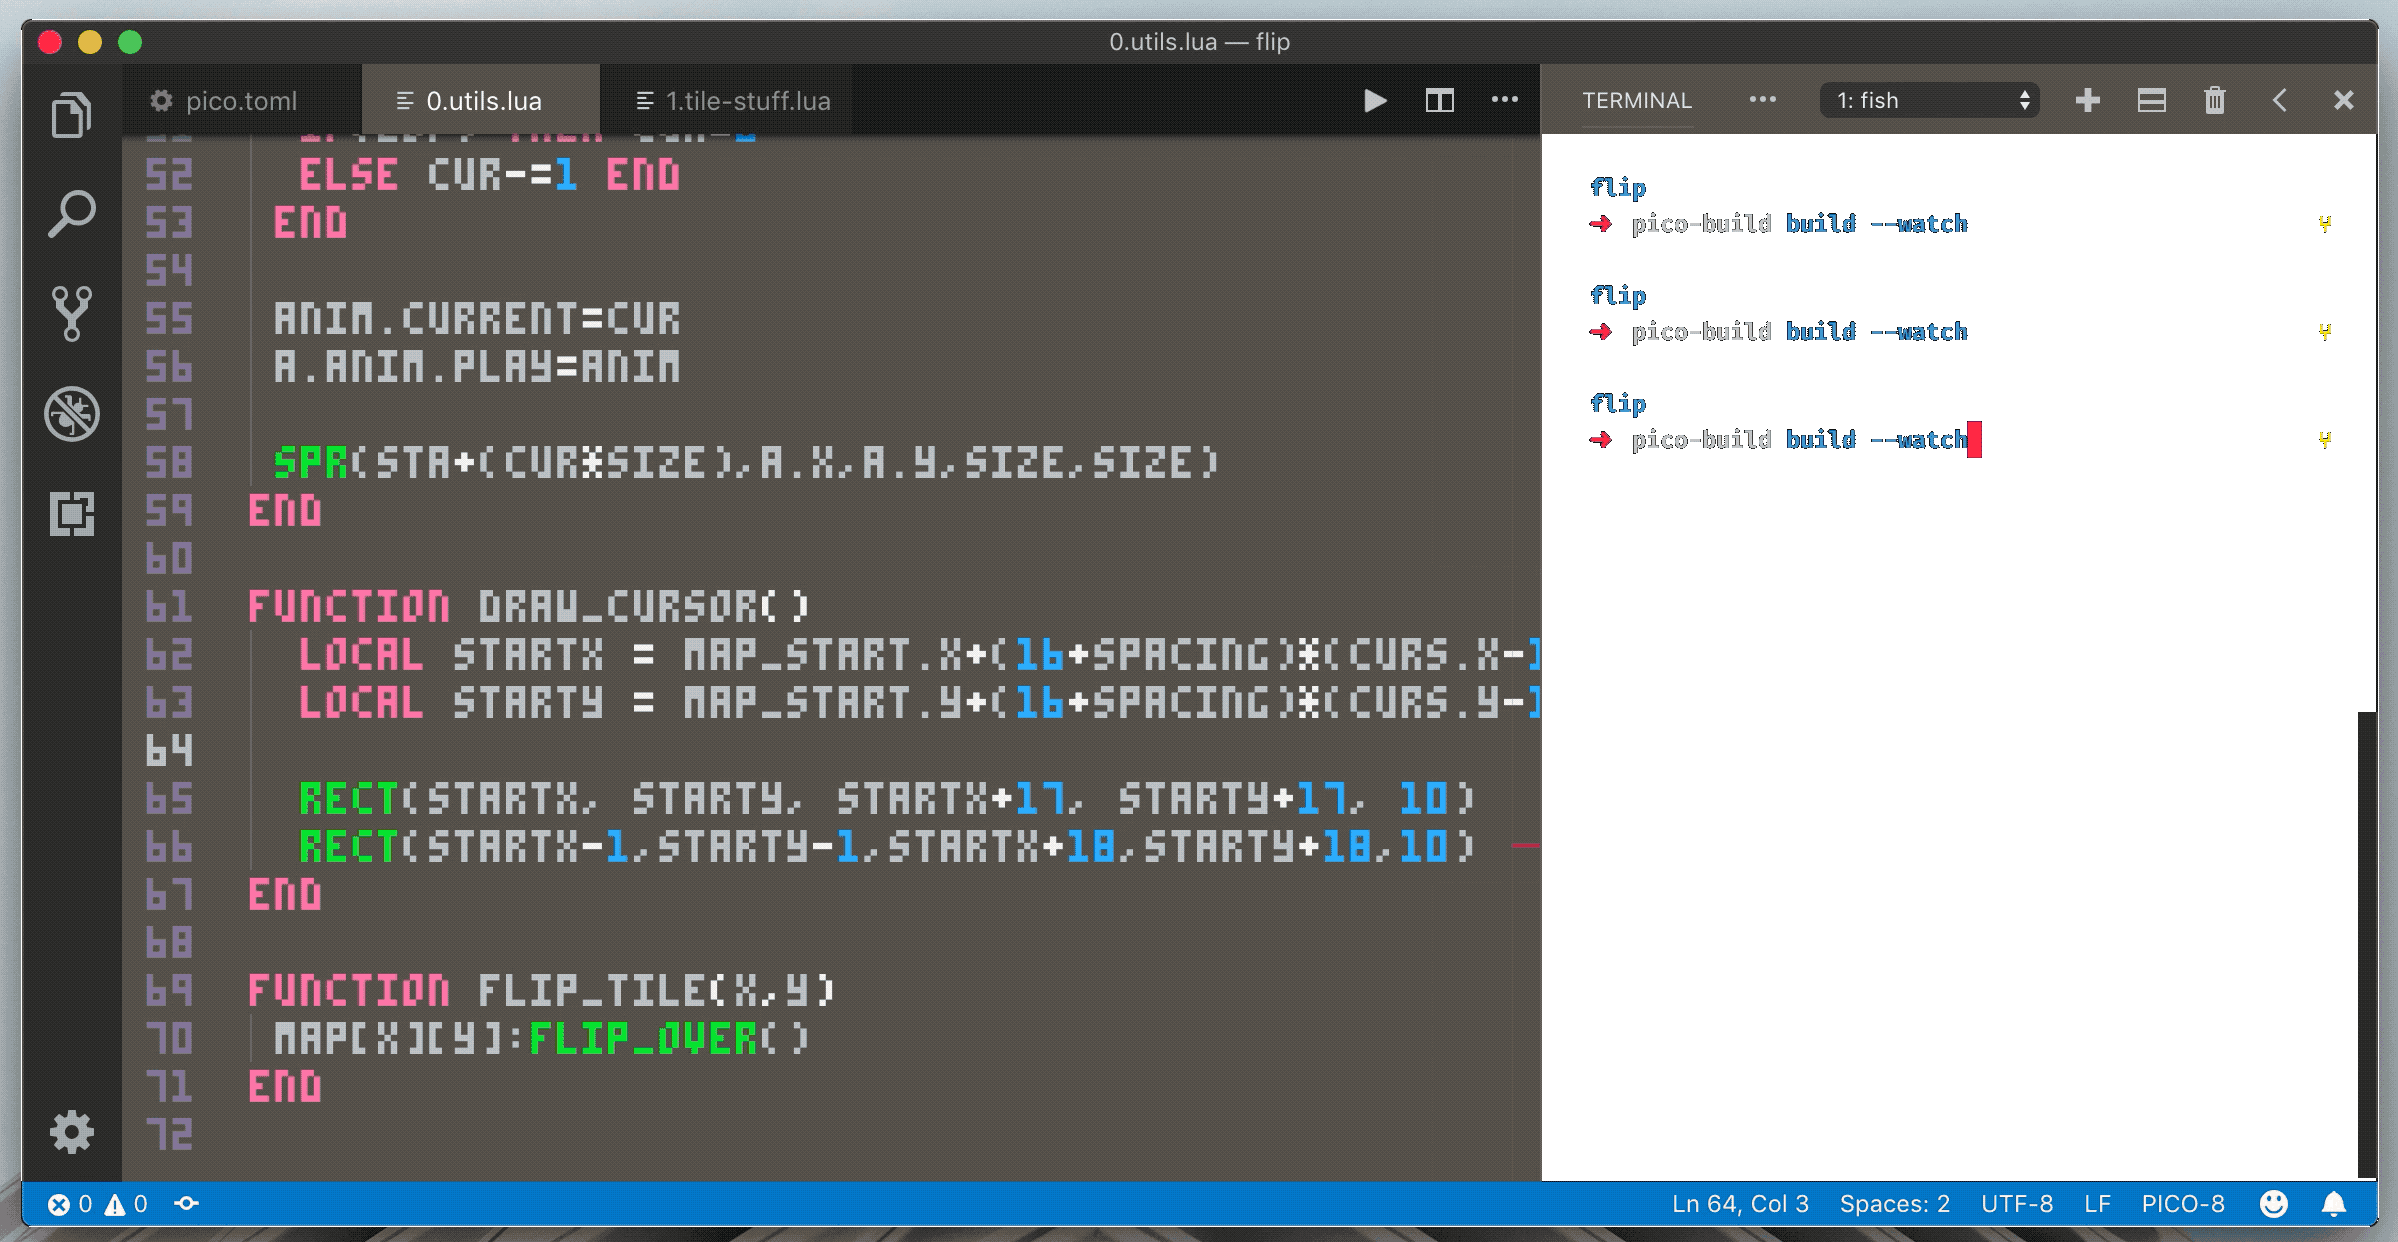 0.utils.lua — flip
pico.toml
0.utils.lua
1.tile-stuff.lua
TERMINAL
1: fish
52 ELSE CUR-=1 END
53 END
54
55 ANIM.CURRENT=CUR
56 A.ANIM.PLAY=ANIM
57
58 SPR(STA+(CUR*SIZE),A.X,A.Y,SIZE,SIZE)
59 END
60
61 FUNCTION DRAW_CURSOR()
62 LOCAL STARTX = MAP_START.X+(16+SPACING)*(CURS.X-1
63 LOCAL STARTY = MAP_START.Y+(16+SPACING)*(CURS.Y-1
64
65 RECT(STARTX, STARTY, STARTX+17, STARTY+17, 10)
66 RECT(STARTX-1,STARTY-1,STARTX+18,STARTY+18,10)
67 END
68
69 FUNCTION FLIP_TILE(X,Y)
70 MAP[X][Y]:FLIP_OVER()
71 END
72
flip
➜ pico-build build --watch
flip
➜ pico-build build --watch
flip
➜ pico-build build --watch
0 0
Ln 64, Col 3 Spaces: 2 UTF-8 LF PICO-8